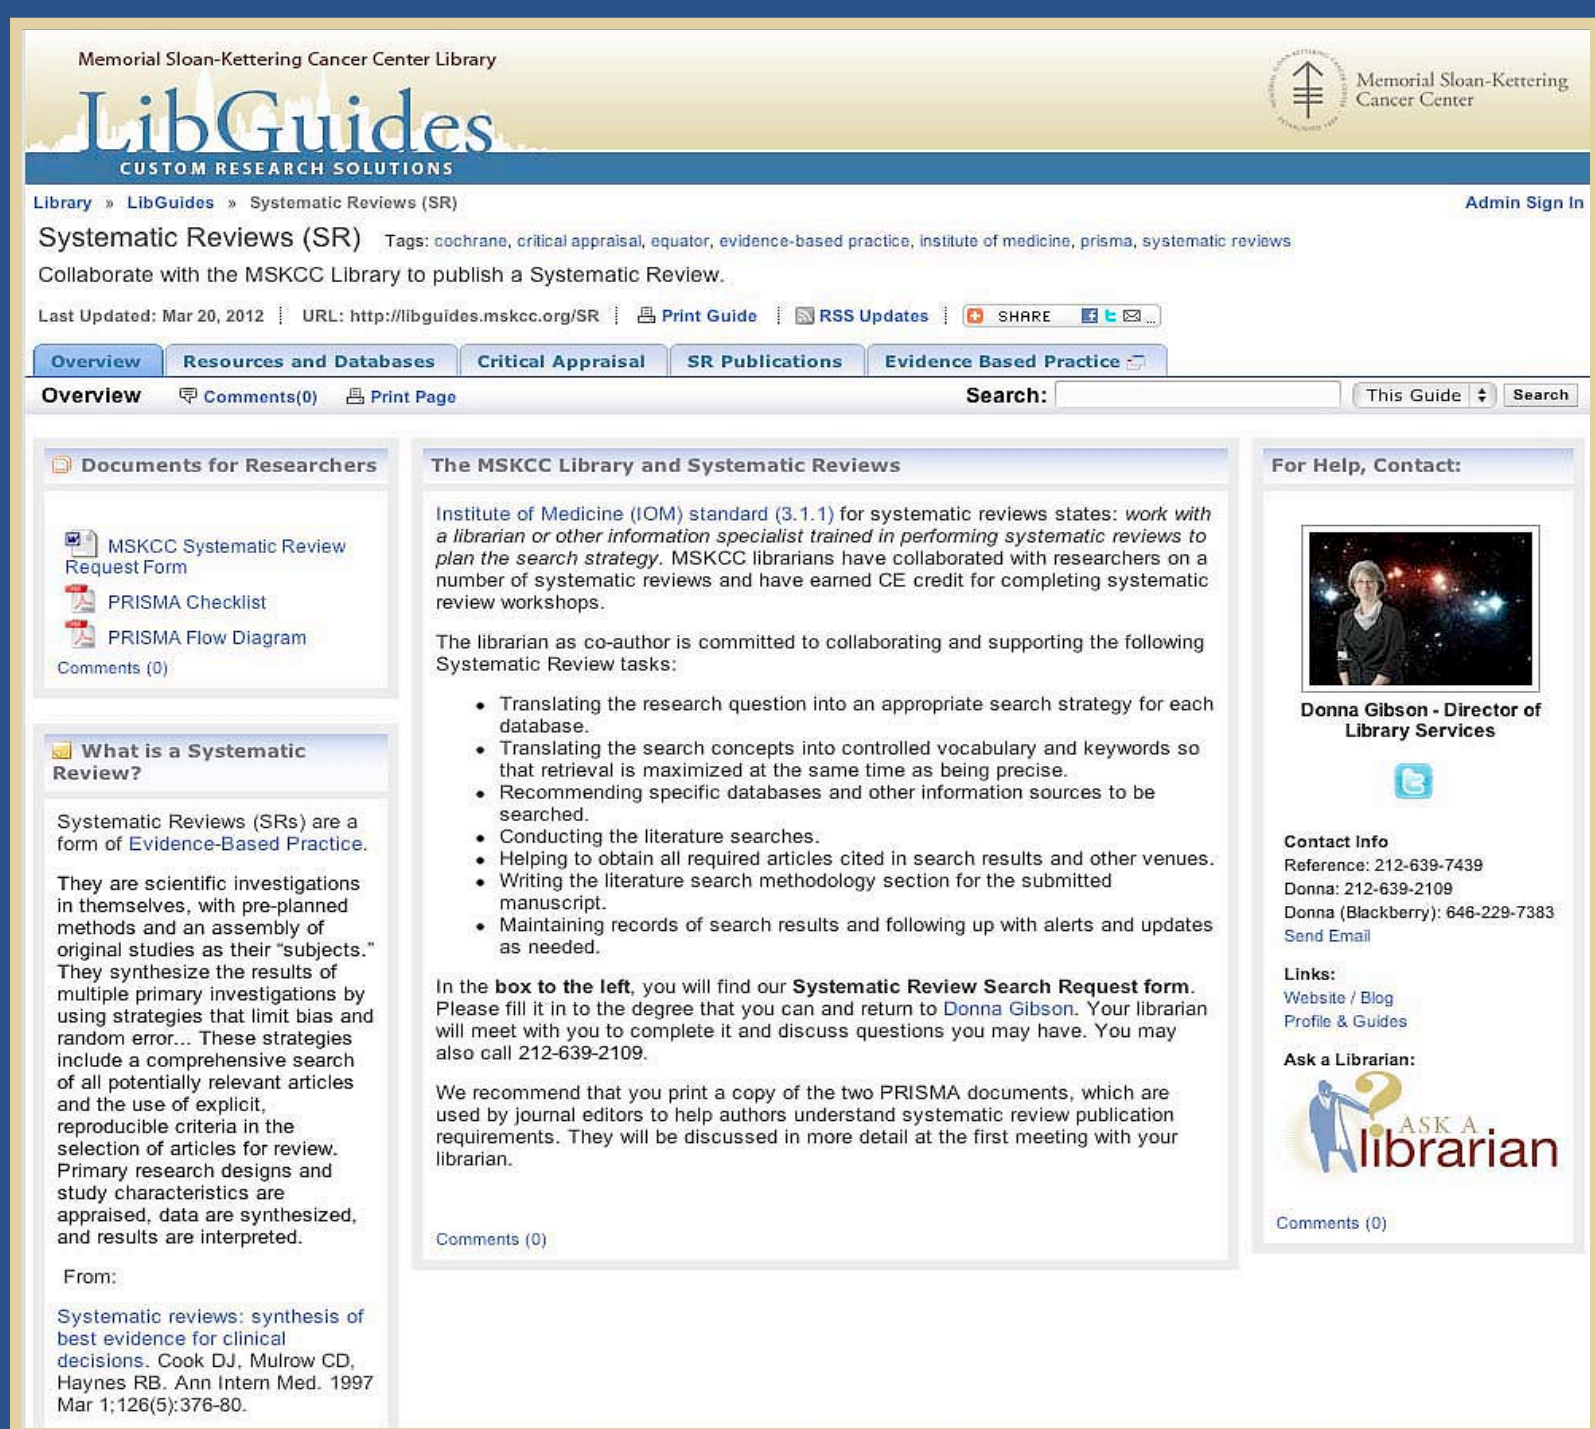 Memorial Sloan-Kettering Cancer Center Library
LibGuides
CUSTOM RESEARCH SOLUTIONS
Memorial Sloan-Kettering
Cancer Center
Library » LibGuides » Systematic Reviews (SR)
Admin Sign In
Systematic Reviews (SR) Tags: cochrane, critical appraisal, equator, evidence-based practice, institute of medicine, prisma, systematic reviews
Collaborate with the MSKCC Library to publish a Systematic Review.
Last Updated: Mar 20, 2012 URL: http://libguides.mskcc.org/SR Print Guide RSS Updates SHARE ...
Overview Resources and Databases Critical Appraisal SR Publications Evidence Based Practice
Overview Comments(0) Print Page Search: This Guide Search
Documents for Researchers
MSKCC Systematic Review
Request Form
PRISMA Checklist
PRISMA Flow Diagram
Comments (0)
What is a Systematic
Review?
Systematic Reviews (SRs) are a
form of Evidence-Based Practice.
They are scientific investigations
in themselves, with pre-planned
methods and an assembly of
original studies as their “subjects.”
They synthesize the results of
multiple primary investigations by
using strategies that limit bias and
random error... These strategies
include a comprehensive search
of all potentially relevant articles
and the use of explicit,
reproducible criteria in the
selection of articles for review.
Primary research designs and
study characteristics are
appraised, data are synthesized,
and results are interpreted.
From:
Systematic reviews: synthesis of
best evidence for clinical
decisions. Cook DJ, Mulrow CD,
Haynes RB. Ann Intern Med. 1997
Mar 1;126(5):376-80.
The MSKCC Library and Systematic Reviews
Institute of Medicine (IOM) standard (3.1.1) for systematic reviews states: work with
a librarian or other information specialist trained in performing systematic reviews to
plan the search strategy. MSKCC librarians have collaborated with researchers on a
number of systematic reviews and have earned CE credit for completing systematic
review workshops.
The librarian as co-author is committed to collaborating and supporting the following
Systematic Review tasks:
• Translating the research question into an appropriate search strategy for each
database.
• Translating the search concepts into controlled vocabulary and keywords so
that retrieval is maximized at the same time as being precise.
• Recommending specific databases and other information sources to be
searched.
• Conducting the literature searches.
• Helping to obtain all required articles cited in search results and other venues.
• Writing the literature search methodology section for the submitted
manuscript.
• Maintaining records of search results and following up with alerts and updates
as needed.
In the box to the left, you will find our Systematic Review Search Request form.
Please fill it in to the degree that you can and return to Donna Gibson. Your librarian
will meet with you to complete it and discuss questions you may have. You may
also call 212-639-2109.
We recommend that you print a copy of the two PRISMA documents, which are
used by journal editors to help authors understand systematic review publication
requirements. They will be discussed in more detail at the first meeting with your
librarian.
Comments (0)
For Help, Contact:
Donna Gibson - Director of
Library Services
Contact Info
Reference: 212-639-7439
Donna: 212-639-2109
Donna (Blackberry): 646-229-7383
Send Email
Links:
Website / Blog
Profile & Guides
Ask a Librarian:
ASK A
librarian
Comments (0)